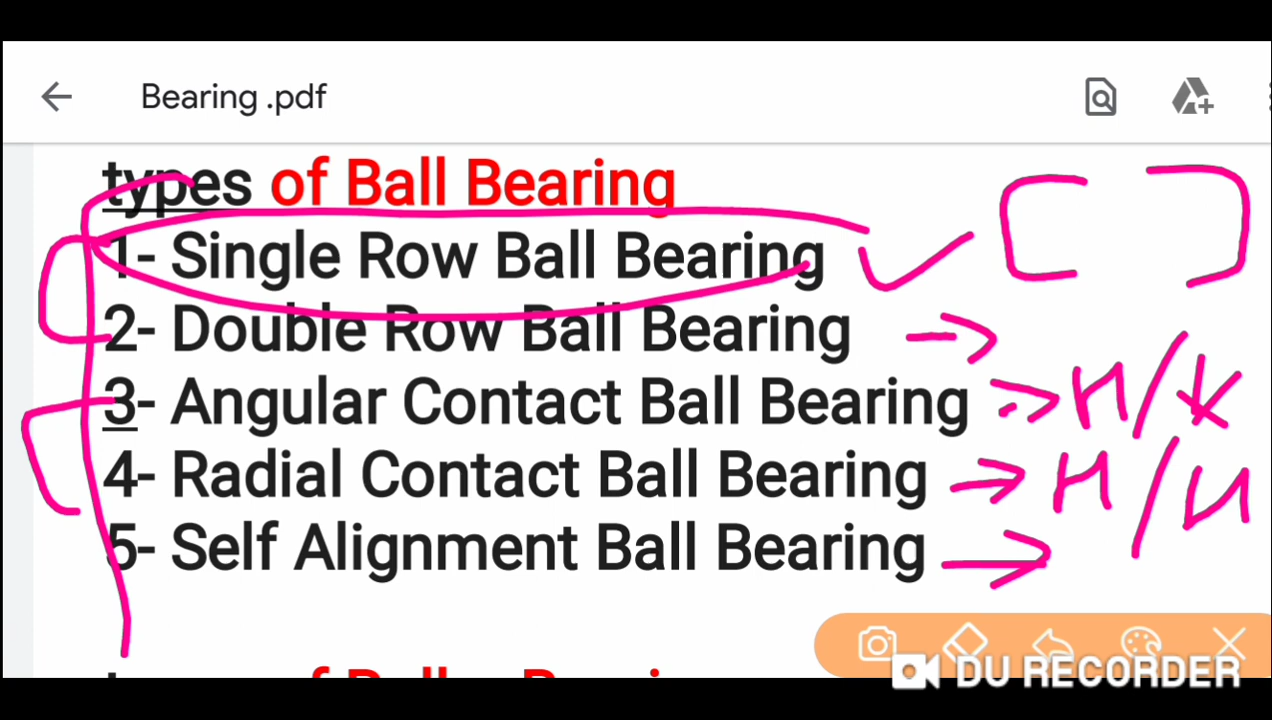 Bearing .pdf
types of Ball Bearing
1- Single Row Ball Bearing
2- Double Row Ball Bearing
3- Angular Contact Ball Bearing → H/K
4- Radial Contact Ball Bearing → H/U
5- Self Alignment Ball Bearing →
DU RECORDER